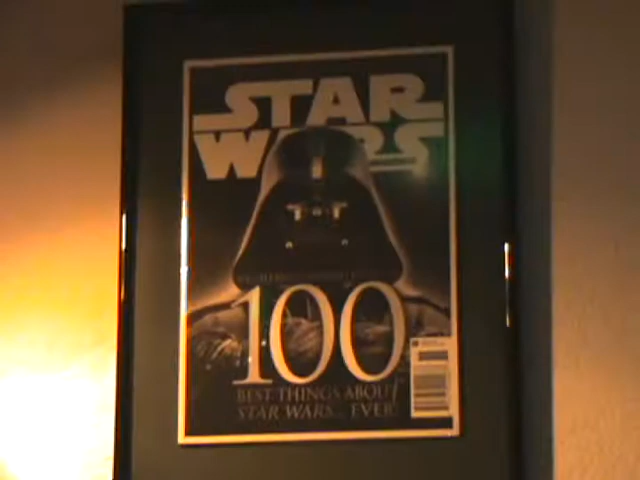 STAR
WARS
100
BEST THINGS ABOUT
STAR WARS... EVER!